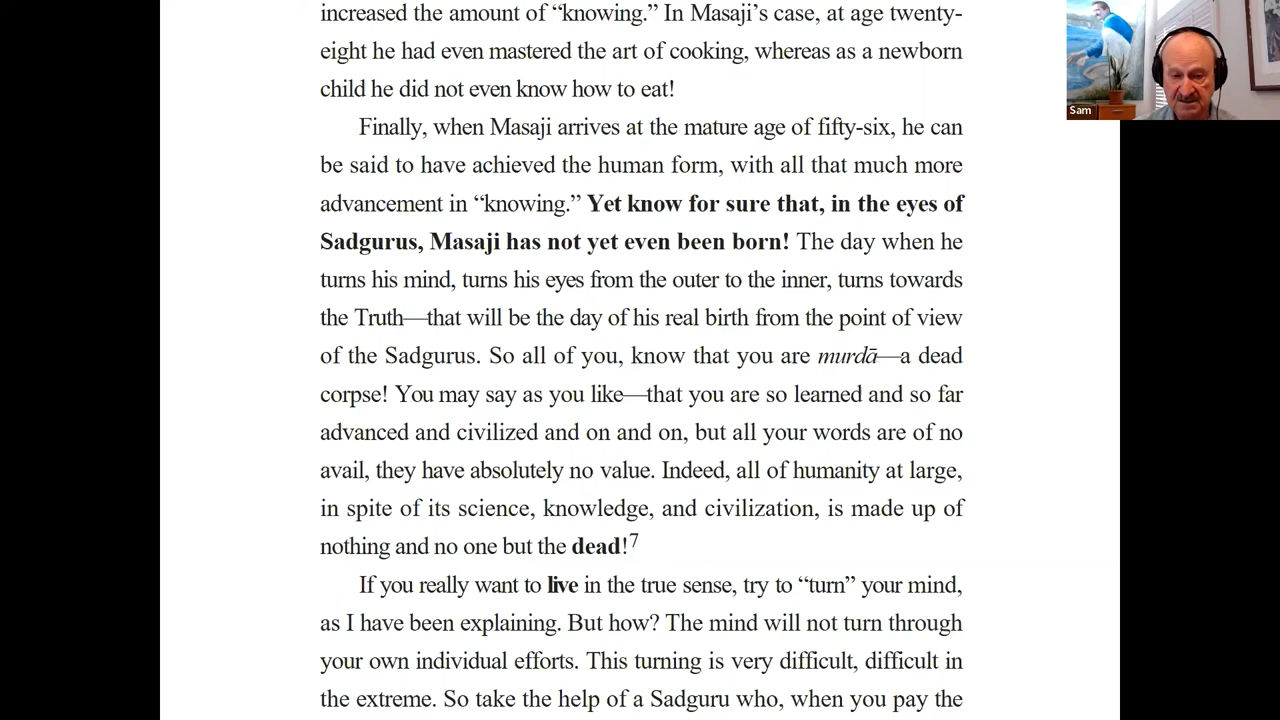 increased the amount of “knowing.” In Masaji’s case, at age twenty-
eight he had even mastered the art of cooking, whereas as a newborn
child he did not even know how to eat!
Finally, when Masaji arrives at the mature age of fifty-six, he can
be said to have achieved the human form, with all that much more
advancement in “knowing.” Yet know for sure that, in the eyes of
Sadgurus, Masaji has not yet even been born! The day when he
turns his mind, turns his eyes from the outer to the inner, turns towards
the Truth—that will be the day of his real birth from the point of view
of the Sadgurus. So all of you, know that you are murdā—a dead
corpse! You may say as you like—that you are so learned and so far
advanced and civilized and on and on, but all your words are of no
avail, they have absolutely no value. Indeed, all of humanity at large,
in spite of its science, knowledge, and civilization, is made up of
nothing and no one but the dead!7
If you really want to live in the true sense, try to “turn” your mind,
as I have been explaining. But how? The mind will not turn through
your own individual efforts. This turning is very difficult, difficult in
the extreme. So take the help of a Sadguru who, when you pay the
Sam